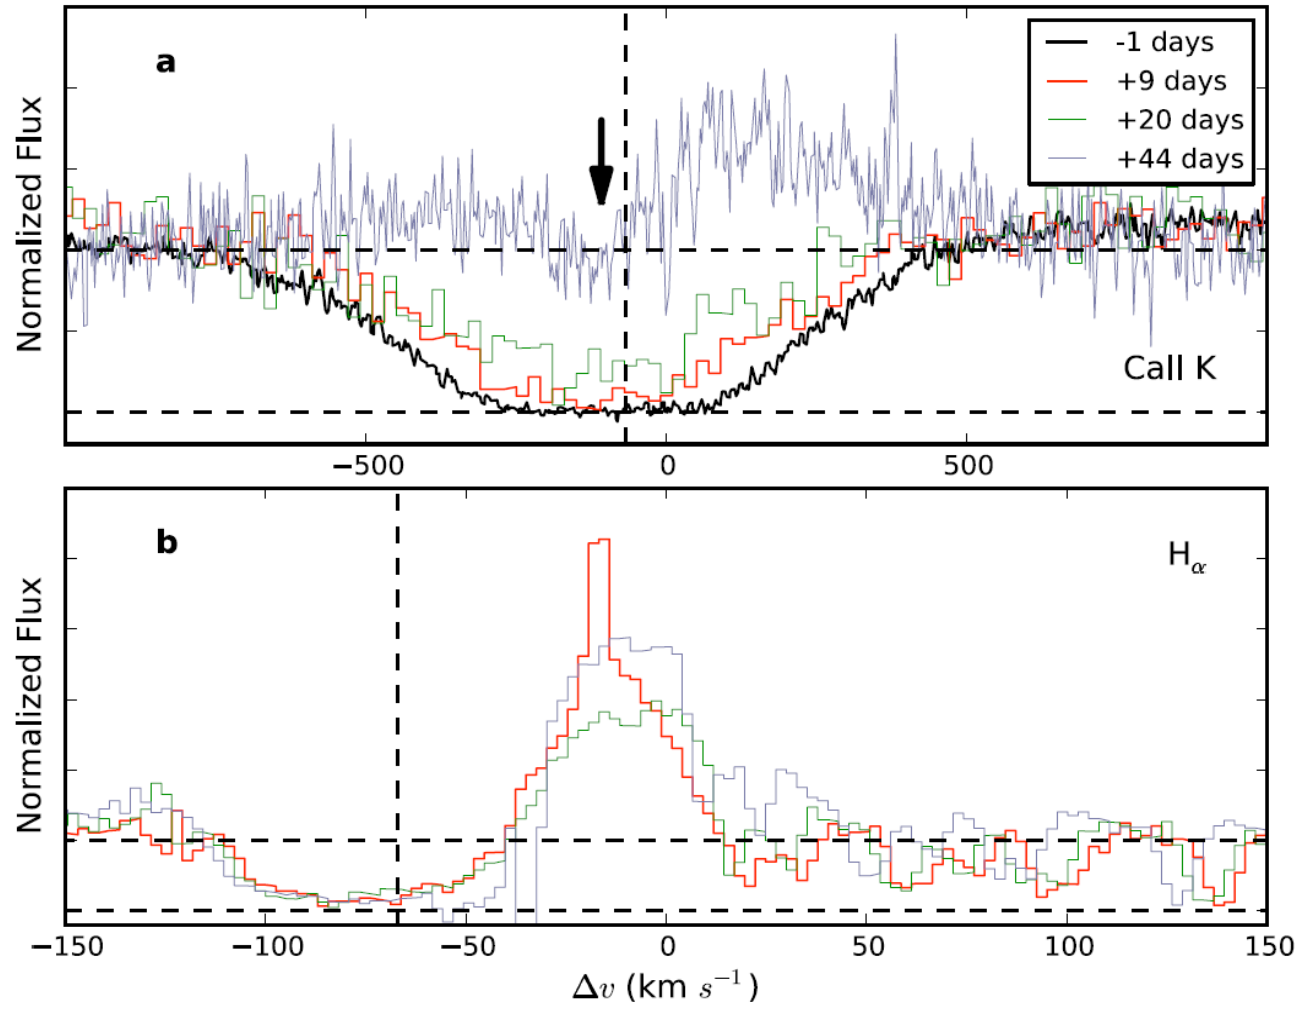 a
-1 days
+9 days
+20 days
+44 days
Normalized Flux
CaII K
−500 0 500
b
H$_\alpha$
Normalized Flux
−150 −100 −50 0 50 100 150
Δv (km s⁻¹)